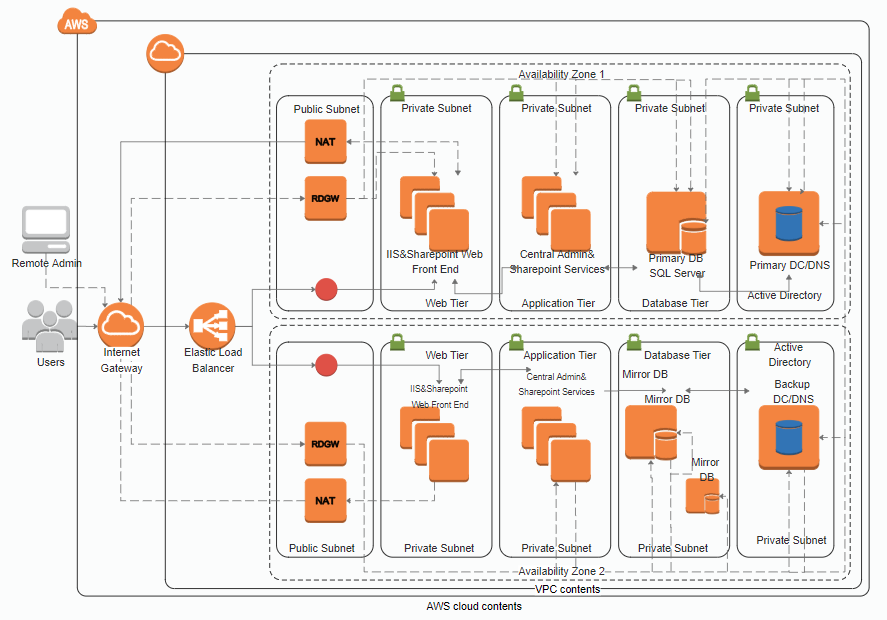 AWS
Availability Zone 1
Public Subnet
Private Subnet
Private Subnet
Private Subnet
Private Subnet
NAT
RDGW
Remote Admin
IIS&Sharepoint Web
Front End
Central Admin&
Sharepoint Services
Primary DB
SQL Server
Primary DC/DNS
Web Tier
Application Tier
Database Tier
Active Directory
Users
Internet
Gateway
Elastic Load
Balancer
Web Tier
Application Tier
Database Tier
Active
Directory
IIS&Sharepoint
Web Front End
Central Admin&
Sharepoint Services
Mirror DB
Mirror DB
Backup
DC/DNS
RDGW
Mirror
DB
NAT
Public Subnet
Private Subnet
Private Subnet
Private Subnet
Private Subnet
Availability Zone 2
VPC contents
AWS cloud contents